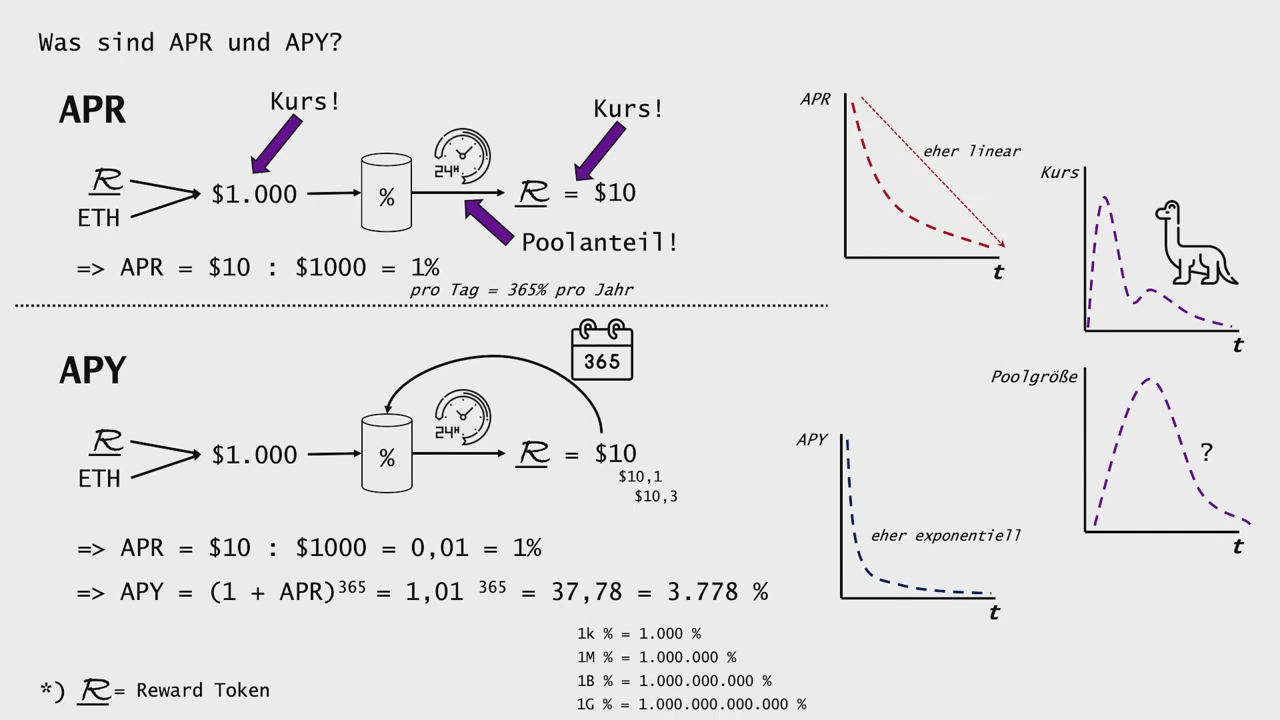 Was sind APR und APY?
APR
Kurs!
Kurs!
24H
R
ETH
$1.000
%
R = $10
Poolanteil!
=> APR = $10 : $1000 = 1%
pro Tag = 365% pro Jahr
APY
365
24H
R
ETH
$1.000
%
R = $10
$10,1
$10,3
=> APR = $10 : $1000 = 0,01 = 1%
=> APY = (1 + APR)³⁶⁵ = 1,01 ³⁶⁵ = 37,78 = 3.778 %
1k % = 1.000 %
1M % = 1.000.000 %
1B % = 1.000.000.000 %
1G % = 1.000.000.000.000 %
*) R = Reward Token
APR
eher linear
t
Kurs
t
Poolgröße
?
t
APY
eher exponentiell
t